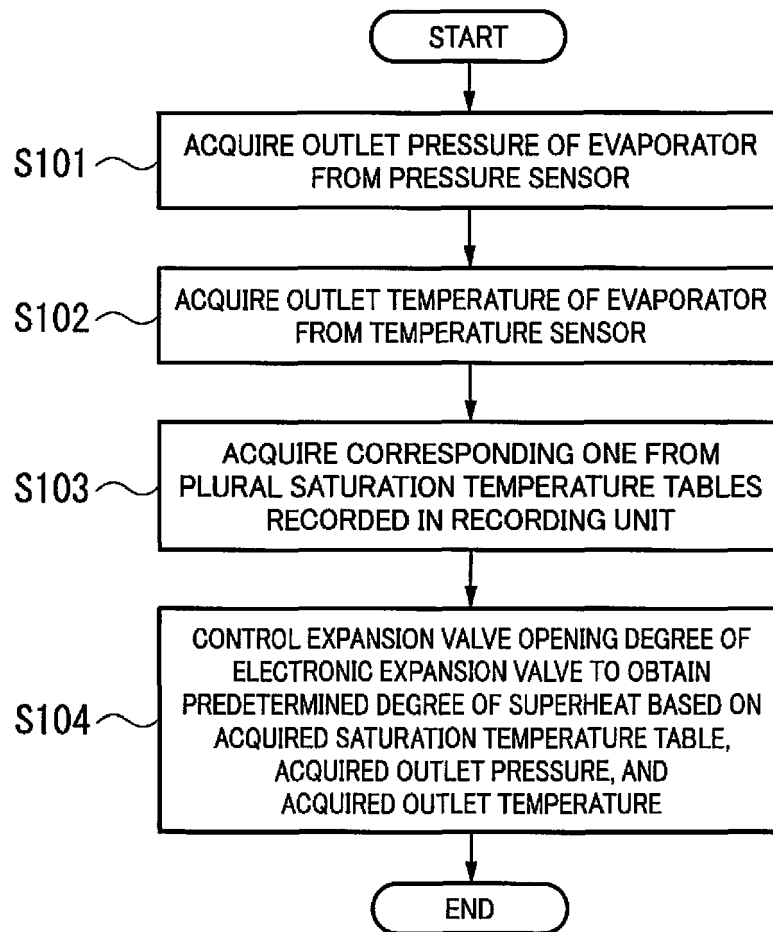 START
S101
ACQUIRE OUTLET PRESSURE OF EVAPORATOR
FROM PRESSURE SENSOR
S102
ACQUIRE OUTLET TEMPERATURE OF EVAPORATOR
FROM TEMPERATURE SENSOR
S103
ACQUIRE CORRESPONDING ONE FROM
PLURAL SATURATION TEMPERATURE TABLES
RECORDED IN RECORDING UNIT
S104
CONTROL EXPANSION VALVE OPENING DEGREE OF
ELECTRONIC EXPANSION VALVE TO OBTAIN
PREDETERMINED DEGREE OF SUPERHEAT BASED ON
ACQUIRED SATURATION TEMPERATURE TABLE,
ACQUIRED OUTLET PRESSURE, AND
ACQUIRED OUTLET TEMPERATURE
END